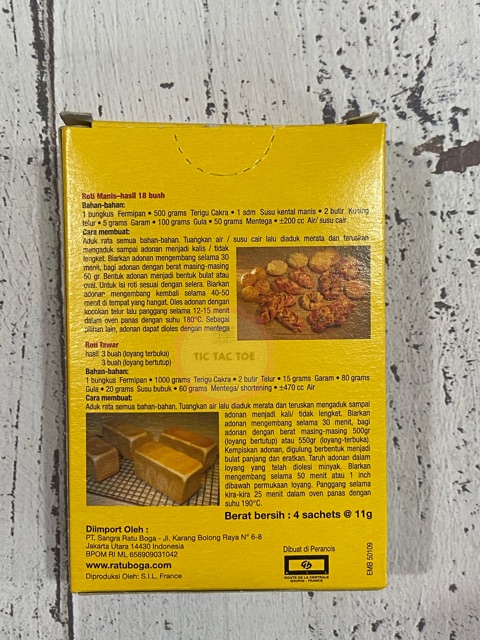 Roti Manis–hasil 18 buah
Bahan-bahan:
1 bungkus Fermipan • 500 grams Terigu Cakra • 1 sdm Susu kental manis • 2 butir Kuning
telur • 5 grams Garam • 100 grams Gula • 50 grams Mentega • ±200 cc Air/ susu cair
Cara membuat:
Aduk rata semua bahan-bahan. Tuangkan air / susu cair lalu diaduk merata dan teruskan
mengaduk sampai adonan menjadi kalis / tidak
lengket. Biarkan adonan mengembang selama 30
menit, bagi adonan dengan berat masing-masing
50 gr. Bentuk adonan menjadi bentuk bulat atau
oval. Untuk isi roti sesuai dengan selera. Biarkan
adonan mengembang kembali selama 40-50
menit di tempat yang hangat. Oles adonan dengan
kocokan telur lalu panggang selama 12-15 menit
dalam oven panas dengan suhu 180°C. Sebagai
pilihan lain, adonan dapat dioles dengan mentega
Roti Tawar
hasil 3 buah (loyang terbuka)
3 buah (loyang bertutup)
TIC TAC TOE
Bahan-bahan:
1 bungkus Fermipan • 1000 grams Terigu Cakra • 2 butir Telur • 15 grams Garam • 80 grams
Gula • 20 grams Susu bubuk • 60 grams Mentega/ shortening • ±470 cc Air
Cara membuat:
Aduk rata semua bahan-bahan. Tuangkan air lalu diaduk merata dan teruskan mengaduk sampai
adonan menjadi kali/ tidak lengket. Biarkan
adonan mengembang selama 30 menit, bagi
adonan dengan berat masing-masing 500gr
(loyang bertutup) atau 550gr (loyang-terbuka).
Kempiskan adonan, digulung berbentuk menjadi
bulat panjang dan eratkan. Taruh adonan dalam
loyang yang telah diolesi minyak. Biarkan
mengembang selama 50 menit atau 1 inch
dibawah permukaan loyang. Panggang selama
kira-kira 25 menit dalam oven panas dengan
suhu 190°C.
Berat bersih : 4 sachets @ 11g
Diimport Oleh :
PT. Sangra Ratu Boga - Jl. Karang Bolong Raya N° 6-8
Jakarta Utara 14430 Indonesia
BPOM RI ML 656909031042
www.ratuboga.com
Diproduksi Oleh: S.I.L. France
Dibuat di Perancis
ROUTE DE LA CENTRALE
EMB 50109